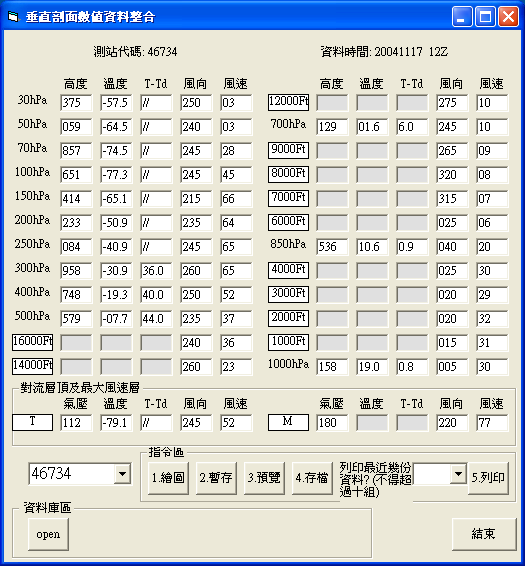 垂直剖面數值資料整合
測站代碼: 46734 資料時間: 20041117 12Z
高度 溫度 T-Td 風向 風速 高度 溫度 T-Td 風向 風速
30hPa 375 -57.5 // 250 03 12000Ft 275 10
50hPa 059 -64.5 // 240 03 700hPa 129 01.6 6.0 245 10
70hPa 857 -74.5 // 245 28 9000Ft 265 09
100hPa 651 -77.3 // 245 45 8000Ft 320 08
150hPa 414 -65.1 // 215 66 7000Ft 315 07
200hPa 233 -50.9 // 235 64 6000Ft 025 06
250hPa 084 -40.9 // 245 65 850hPa 536 10.6 0.9 040 20
300hPa 958 -30.9 36.0 260 65 4000Ft 025 30
400hPa 748 -19.3 40.0 250 52 3000Ft 020 29
500hPa 579 -07.7 44.0 235 37 2000Ft 020 32
16000Ft 240 36 1000Ft 015 31
14000Ft 260 23 1000hPa 158 19.0 0.8 005 30
對流層頂及最大風速層
氣壓 溫度 T-Td 風向 風速 氣壓 溫度 T-Td 風向 風速
T 112 -79.1 // 245 52 M 180 220 77
指令區
46734 1.繪圖 2.暫存 3.預覽 4.存檔 列印最近幾份 5.列印
資料? (不得超
過十組)
資料庫區
open 結束